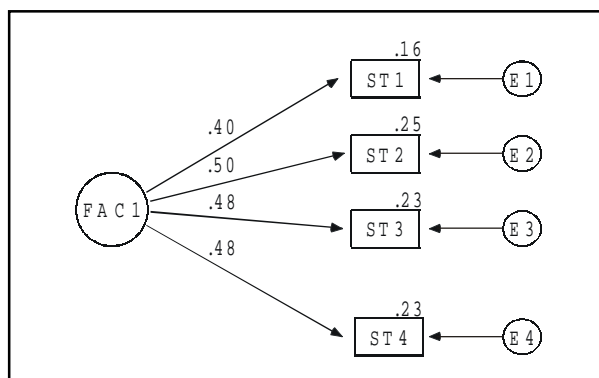 .16
ST1
E1
.40
.25
ST2
E2
.50
FAC1
.48
.23
ST3
E3
.48
.23
ST4
E4